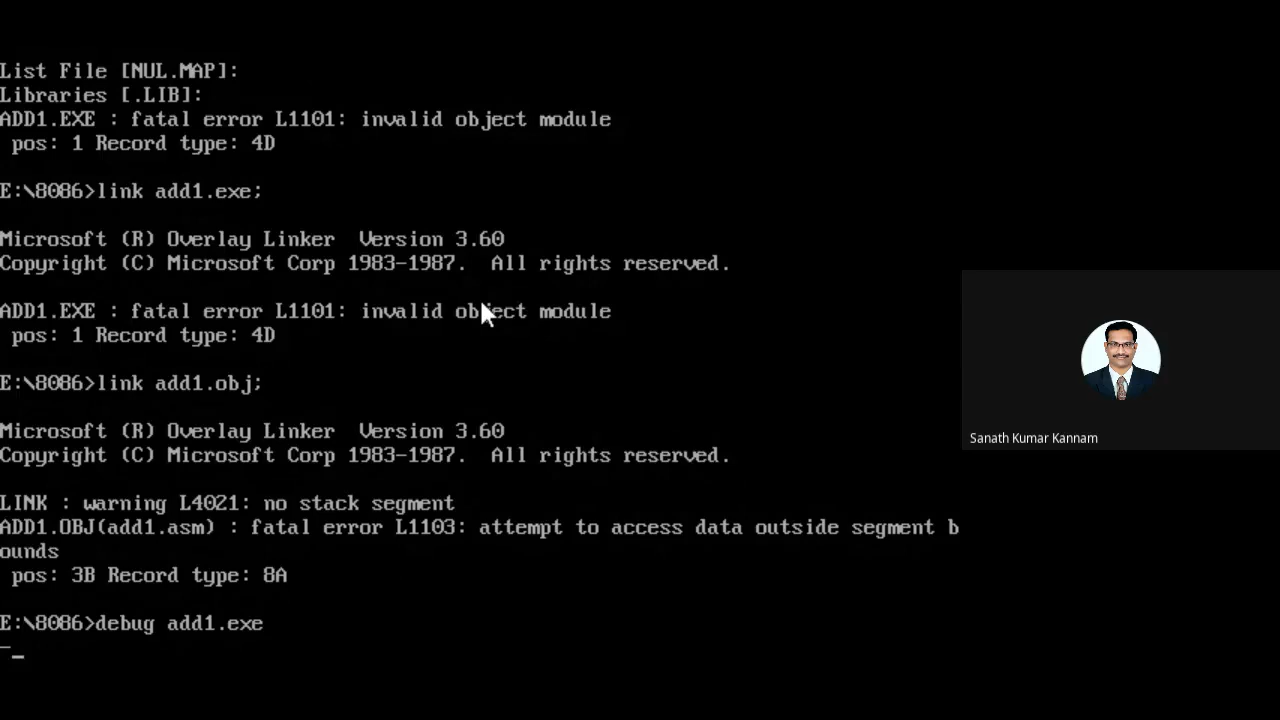 List File [NUL.MAP]:
Libraries [.LIB]:
ADD1.EXE : fatal error L1101: invalid object module
 pos: 1 Record type: 4D
E:\8086>link add1.exe;
Microsoft (R) Overlay Linker  Version 3.60
Copyright (C) Microsoft Corp 1983-1987.  All rights reserved.
ADD1.EXE : fatal error L1101: invalid object module
 pos: 1 Record type: 4D
E:\8086>link add1.obj;
Microsoft (R) Overlay Linker  Version 3.60
Copyright (C) Microsoft Corp 1983-1987.  All rights reserved.
LINK : warning L4021: no stack segment
ADD1.OBJ(add1.asm) : fatal error L1103: attempt to access data outside segment b
ounds
 pos: 3B Record type: 8A
E:\8086>debug add1.exe
-_
Sanath Kumar Kannam